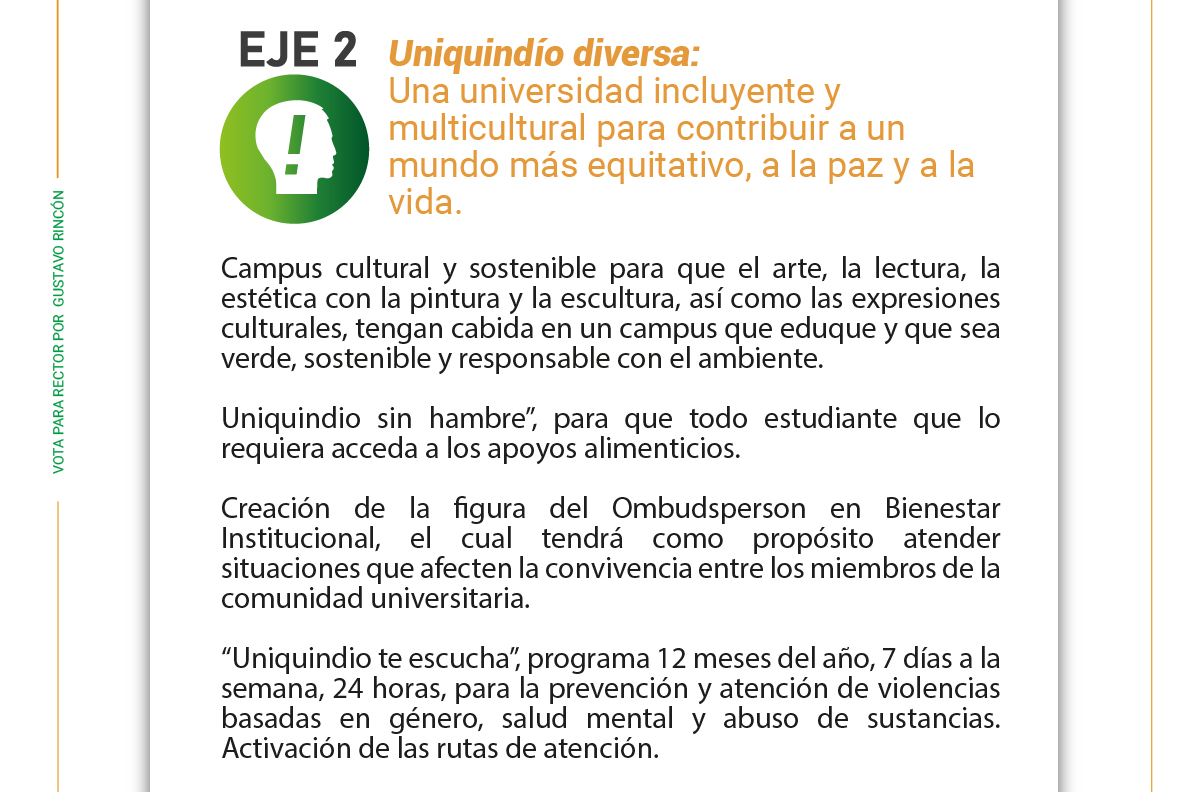 EJE 2
Uniquindío diversa:
Una universidad incluyente y
multicultural para contribuir a un
mundo más equitativo, a la paz y a la
vida.
!
VOTA PARA RECTOR POR GUSTAVO RINCÓN
Campus cultural y sostenible para que el arte, la lectura, la
estética con la pintura y la escultura, así como las expresiones
culturales, tengan cabida en un campus que eduque y que sea
verde, sostenible y responsable con el ambiente.
Uniquindio sin hambre”, para que todo estudiante que lo
requiera acceda a los apoyos alimenticios.
Creación de la figura del Ombudsperson en Bienestar
Institucional, el cual tendrá como propósito atender
situaciones que afecten la convivencia entre los miembros de la
comunidad universitaria.
“Uniquindio te escucha”, programa 12 meses del año, 7 días a la
semana, 24 horas, para la prevención y atención de violencias
basadas en género, salud mental y abuso de sustancias.
Activación de las rutas de atención.